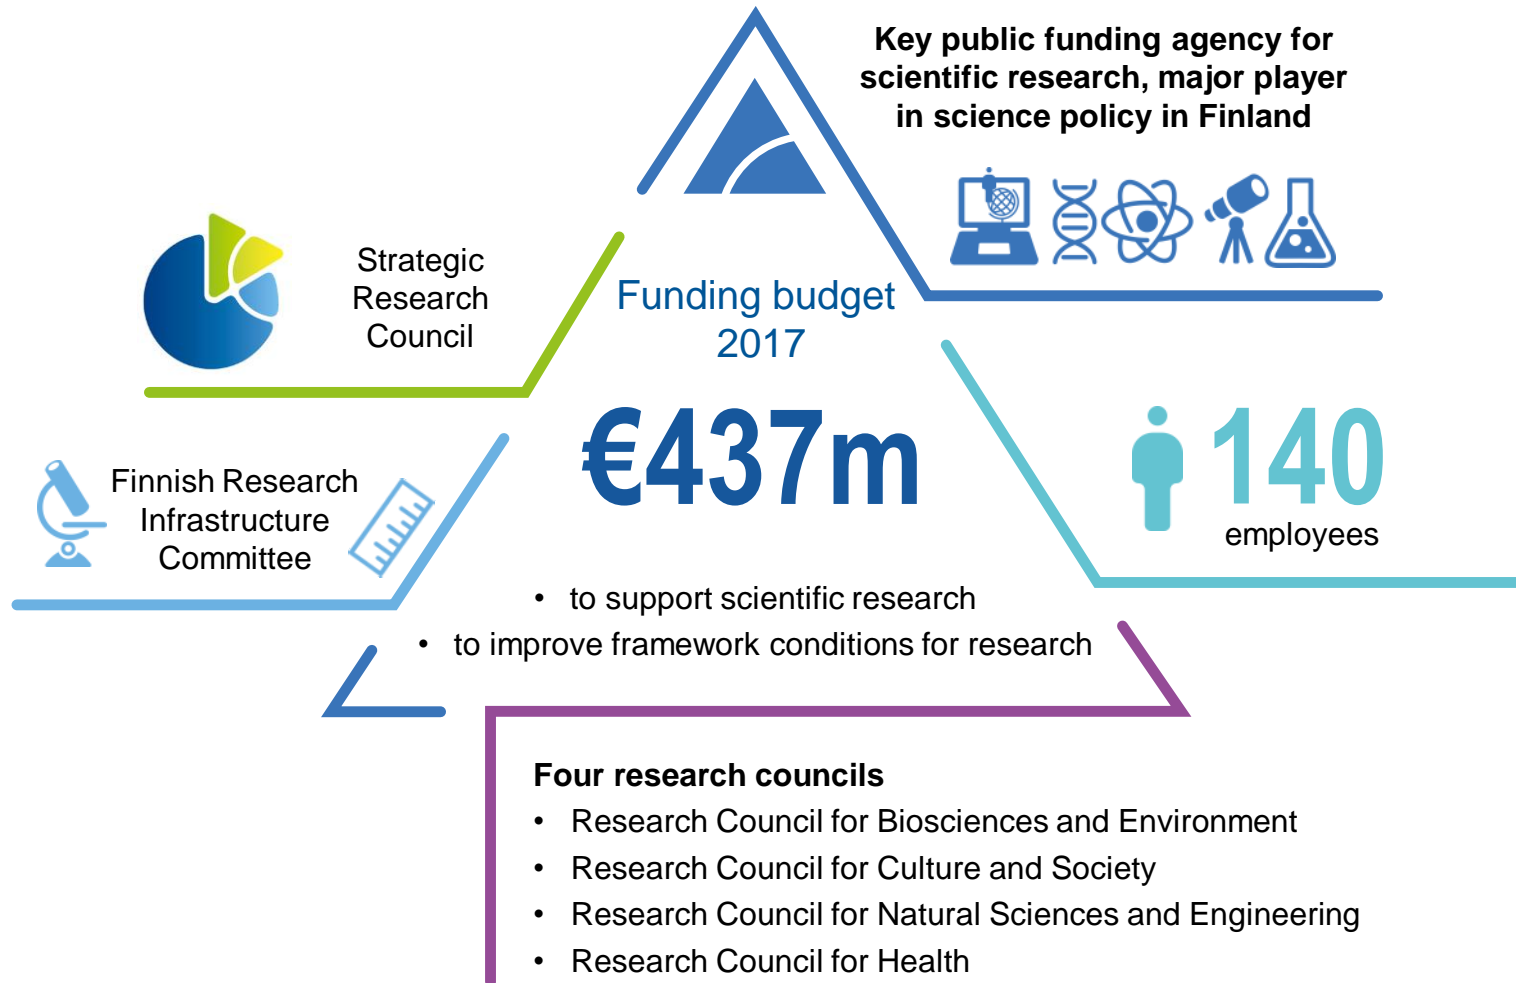 Key public funding agency for
scientific research, major player
in science policy in Finland
Strategic
Research
Council
Funding budget
2017
€437m
140
employees
Finnish Research
Infrastructure
Committee
• to support scientific research
• to improve framework conditions for research
Four research councils
• Research Council for Biosciences and Environment
• Research Council for Culture and Society
• Research Council for Natural Sciences and Engineering
• Research Council for Health